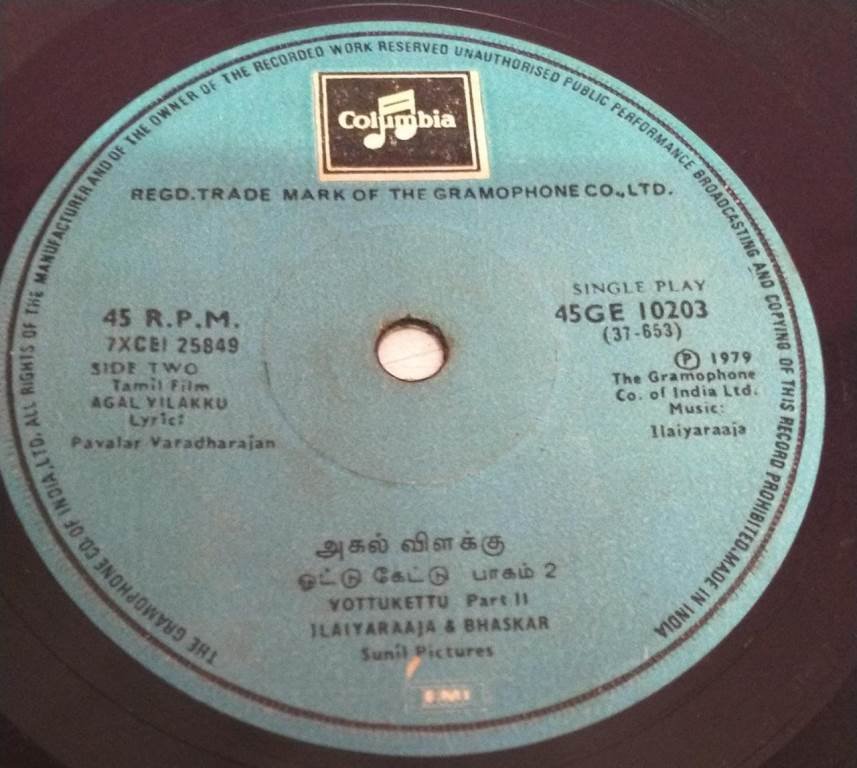 THE GRAMOPHONE CO. OF INDIA.LTD. ALL RIGHTS OF THE MANUFACTURER AND OF THE OWNER OF THE RECORDED WORK RESERVED UNAUTHORISED PUBLIC PERFORMANCE BROADCASTING AND COPYING OF THIS RECORD PROHIBITED. MADE IN INDIA
Columbia
REGD. TRADE MARK OF THE GRAMOPHONE CO., LTD.
SINGLE PLAY
45 R.P.M.
45GE 10203
7XCEI 25849
(37-653)
SIDE TWO
Ⓟ 1979
Tamil Film
The Gramophone
AGAL VILAKKU
Co. of India Ltd.
Lyric:
Music:
Pavalar Varadharajan
Ilaiyaraaja
அகல் விளக்கு
ஓட்டு கேட்டு பாகம் 2
VOTTUKETTU Part II
ILAIYARAAJA & BHASKAR
Sunil Pictures
EMI